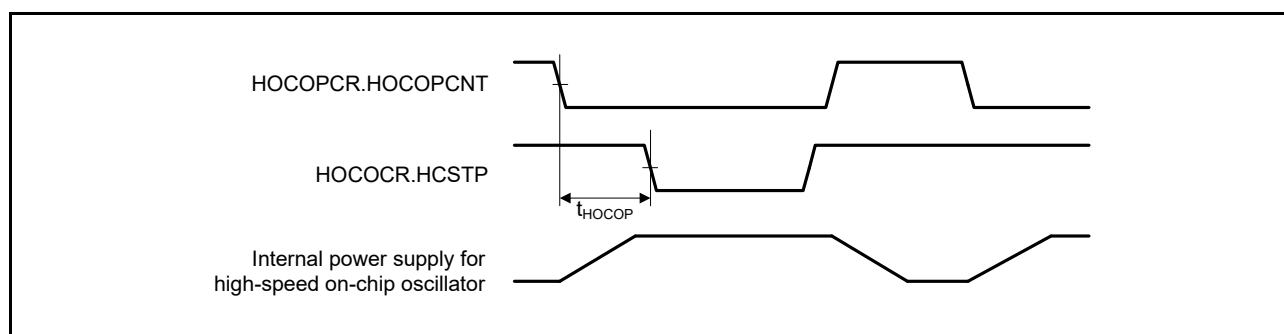 HOCOPCR.HOCOPCNT
HOCOCR.HCSTP
tHOCOP
Internal power supply for
high-speed on-chip oscillator